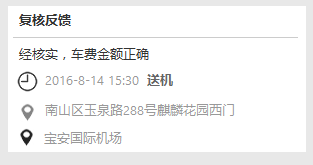 复核反馈
经核实，车费金额正确
2016-8-14 15:30 送机
南山区玉泉路288号麒麟花园西门
宝安国际机场